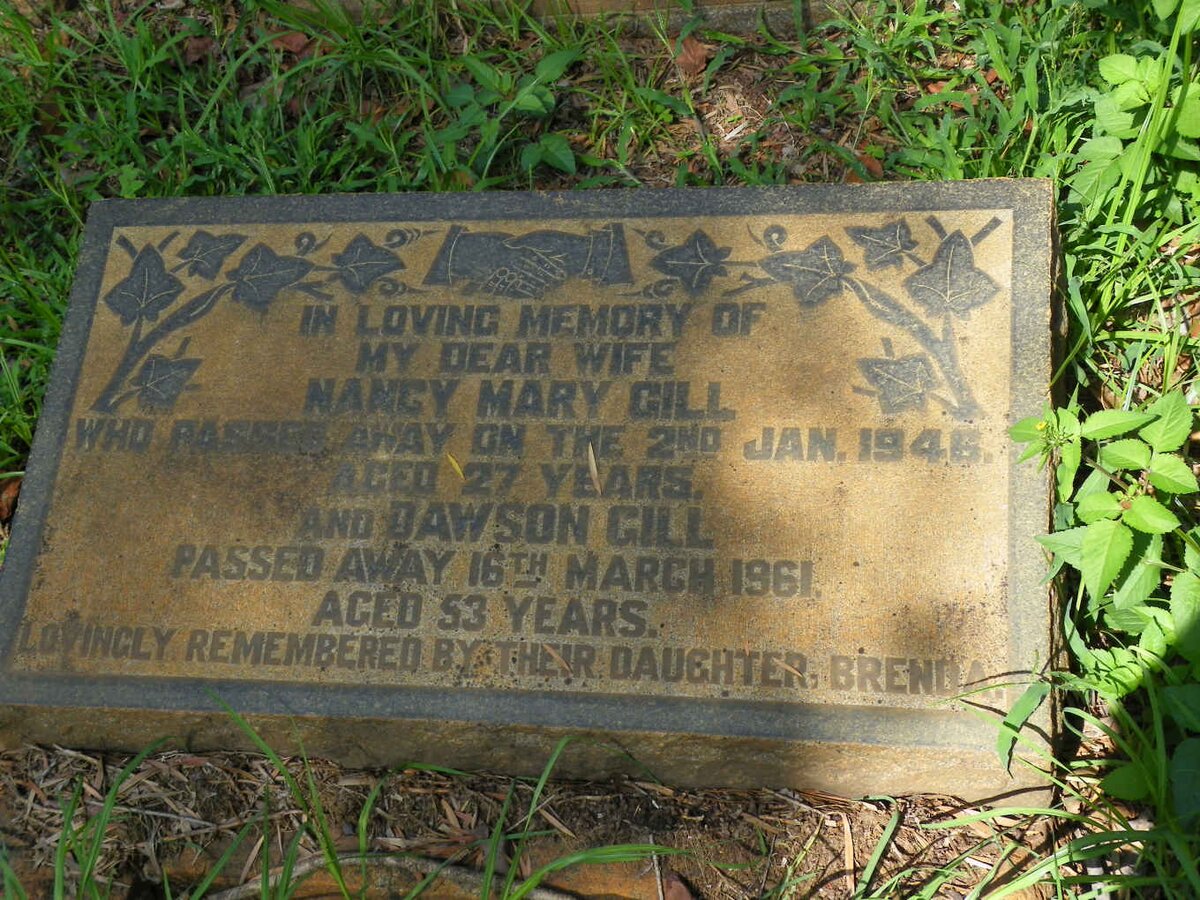 IN LOVING MEMORY OF
MY DEAR WIFE
NANCY MARY GILL
WHO PASSED AWAY ON THE 2ND JAN. 1946.
AGED 27 YEARS.
AND DAWSON GILL
PASSED AWAY 16TH MARCH 1961.
AGED 53 YEARS.
LOVINGLY REMEMBERED BY THEIR DAUGHTER, BRENDA.